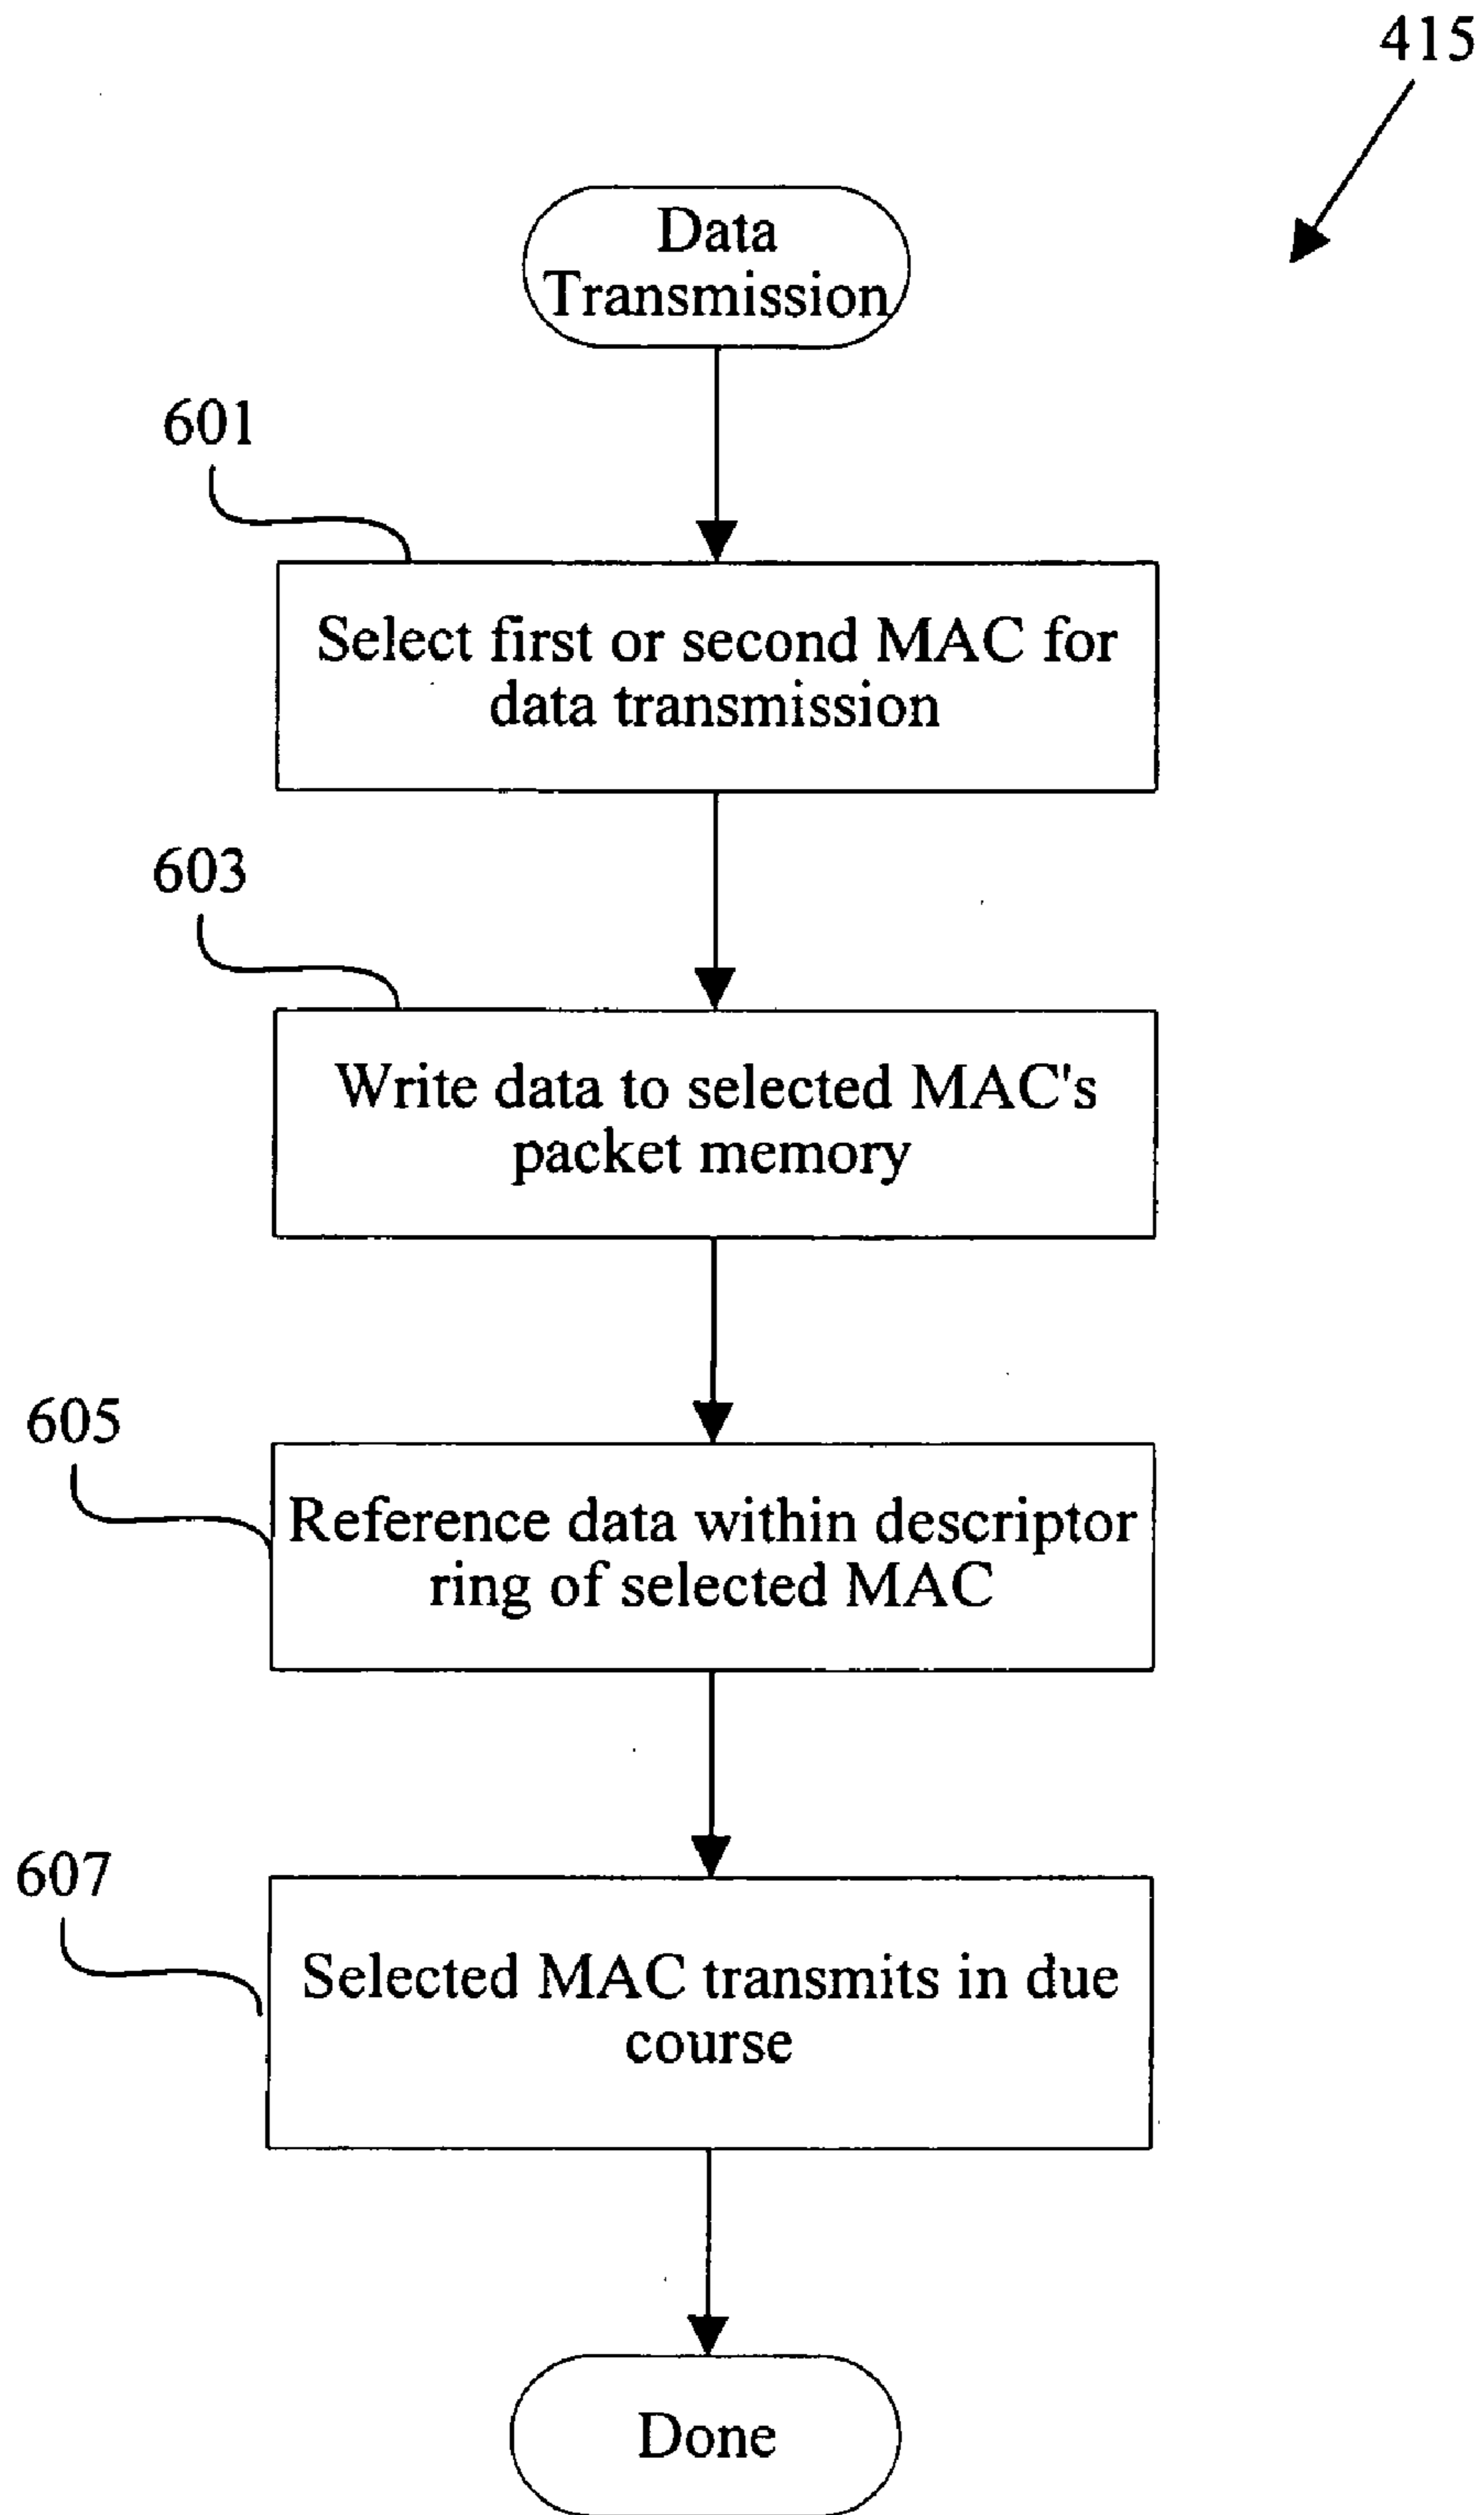 415
Data
Transmission
601
Select first or second MAC for
data transmission
603
Write data to selected MAC's
packet memory
605
Reference data within descriptor
ring of selected MAC
607
Selected MAC transmits in due
course
Done